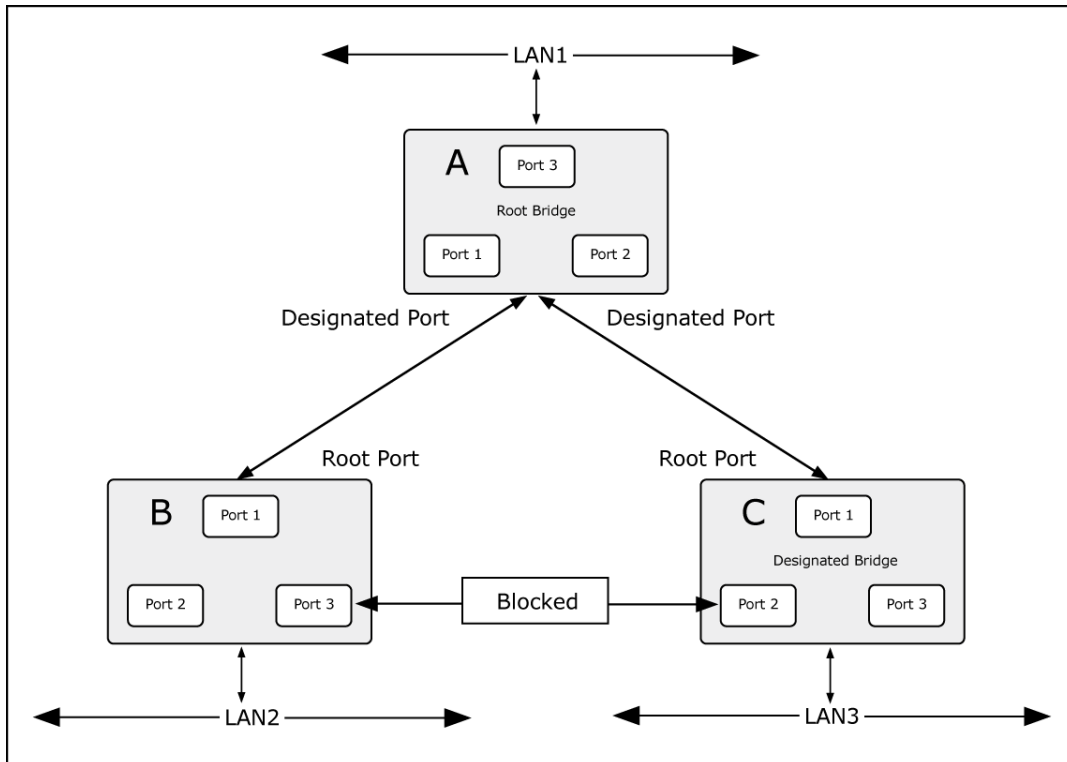 LAN1
A
Port 3
Root Bridge
Port 1
Port 2
Designated Port
Designated Port
Root Port
Root Port
B
Port 1
Port 2
Port 3
Blocked
C
Port 1
Designated Bridge
Port 2
Port 3
LAN2
LAN3